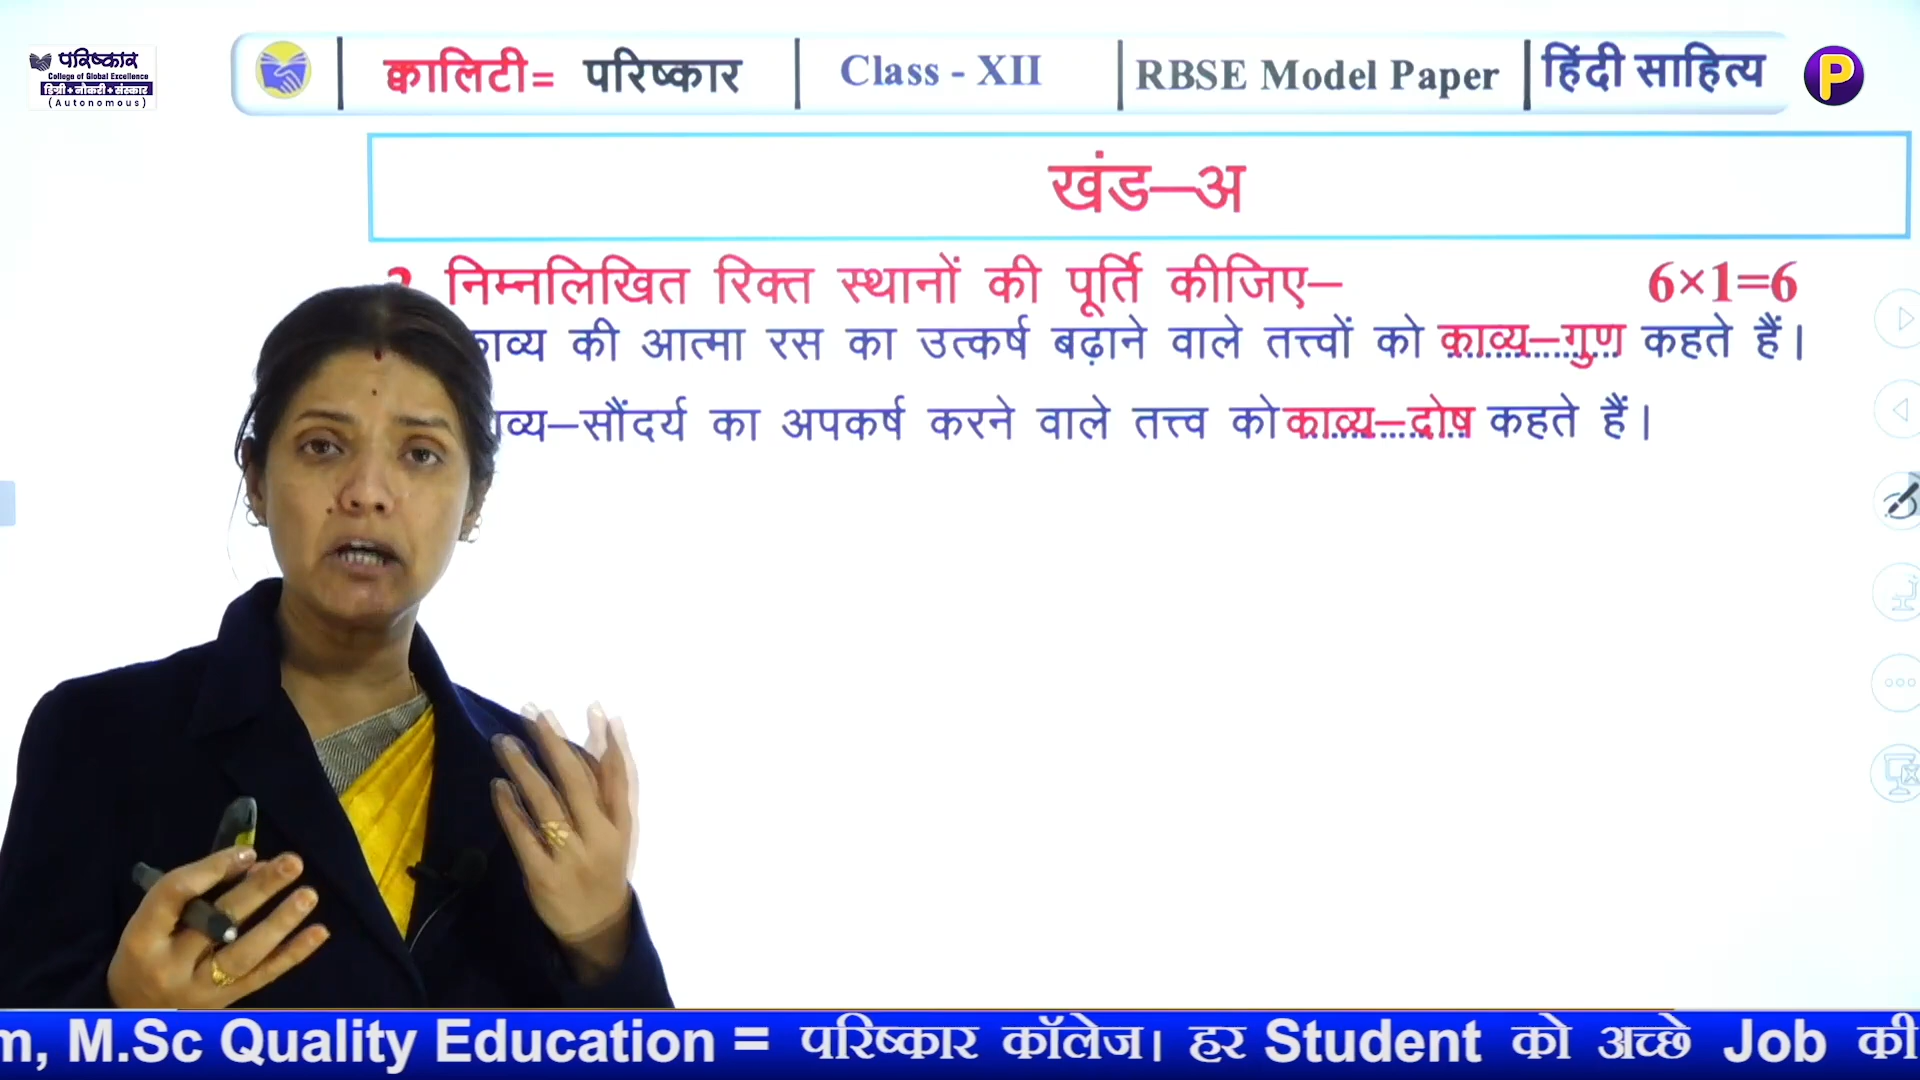 परिष्कार
College of Global Excellence
डिग्री + नौकरी + संस्कार
(Autonomous)
क्वालिटी= परिष्कार
Class - XII
RBSE Model Paper
हिंदी साहित्य
P
खंड–अ
निम्नलिखित रिक्त स्थानों की पूर्ति कीजिए– 6×1=6
की आत्मा रस का उत्कर्ष बढ़ाने वाले तत्त्वों को काव्य–गुण कहते हैं।
सौंदर्य का अपकर्ष करने वाले तत्त्व को काव्य–दोष कहते हैं।
M.Sc Quality Education = परिष्कार कॉलेज। हर Student को अच्छे Job की